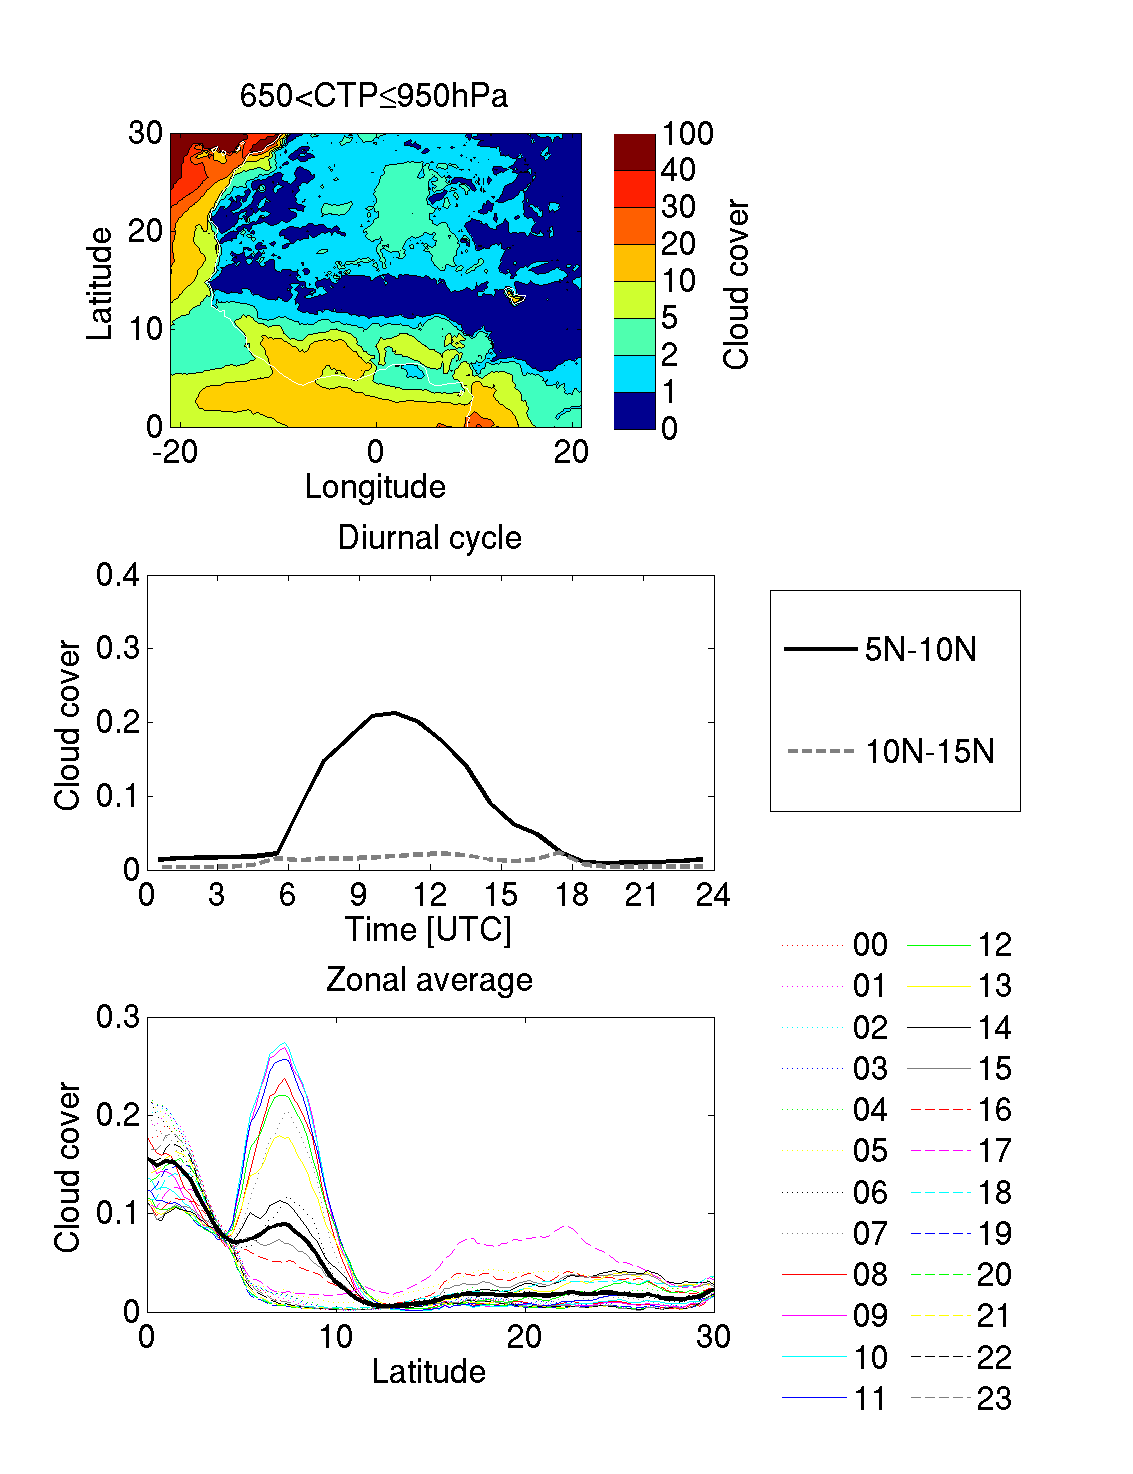 650<CTP≤950hPa
30
20
10
0
Latitude
-20 0 20
Longitude
100
40
30
20
10
5
2
1
0
Cloud cover
Diurnal cycle
0.4
0.3
0.2
0.1
0
Cloud cover
0 3 6 9 12 15 18 21 24
Time [UTC]
5N-10N
10N-15N
Zonal average
0.3
0.2
0.1
0
Cloud cover
0 10 20 30
Latitude
00 12
01 13
02 14
03 15
04 16
05 17
06 18
07 19
08 20
09 21
10 22
11 23